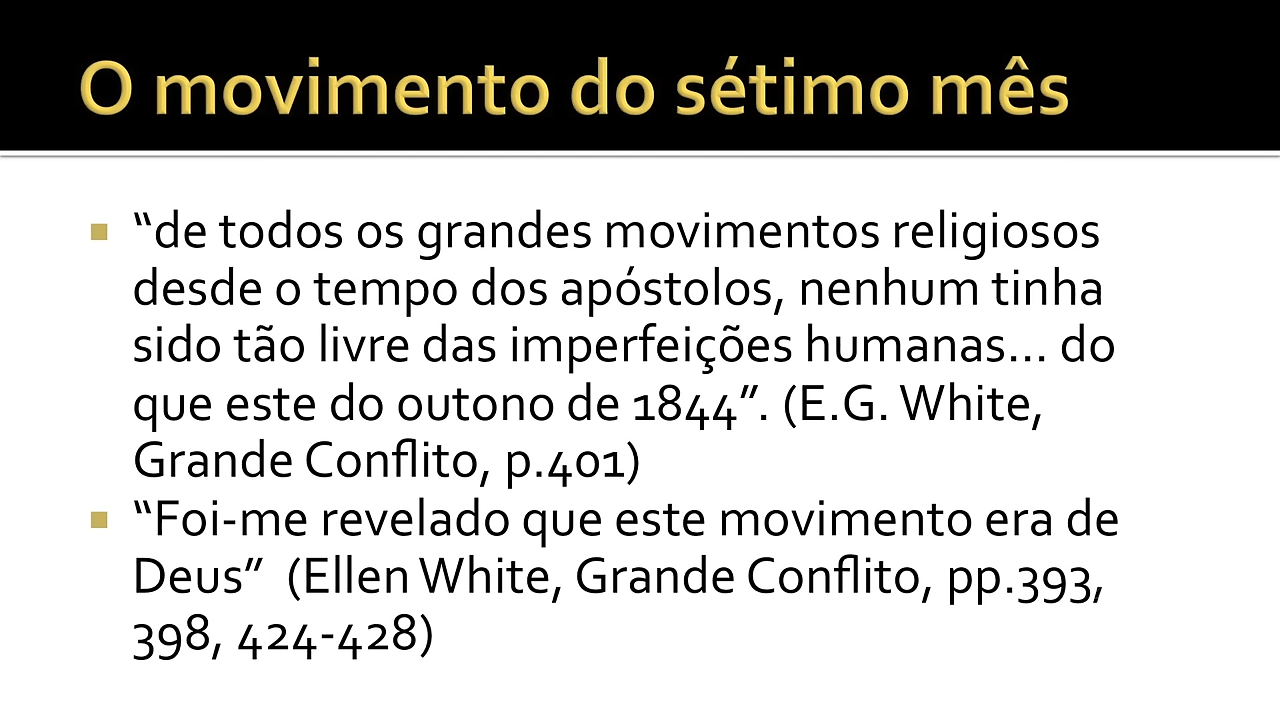 O movimento do sétimo mês
“de todos os grandes movimentos religiosos
desde o tempo dos apóstolos, nenhum tinha
sido tão livre das imperfeições humanas... do
que este do outono de 1844”. (E.G. White,
Grande Conflito, p.401)
“Foi-me revelado que este movimento era de
Deus” (Ellen White, Grande Conflito, pp.393,
398, 424-428)